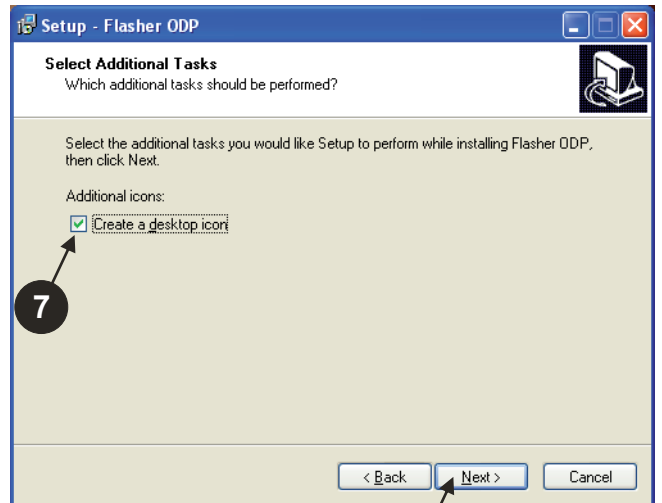 Setup - Flasher ODP
Select Additional Tasks
Which additional tasks should be performed?
Select the additional tasks you would like Setup to perform while installing Flasher ODP,
then click Next.
Additional icons:
Create a desktop icon
7
< Back Next > Cancel